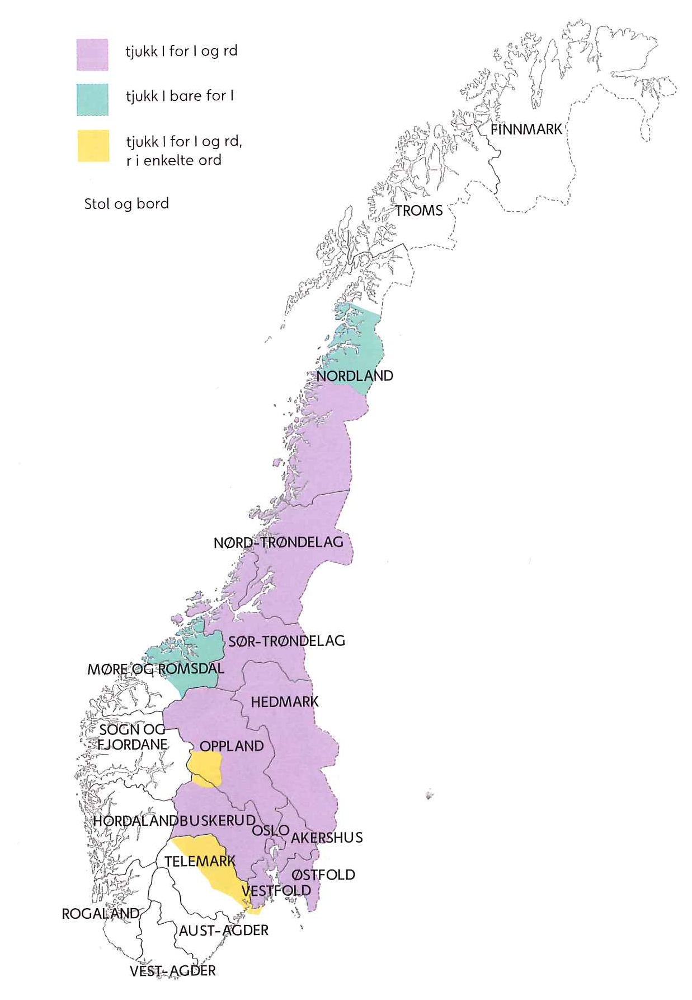 tjukk l for l og rd
tjukk l bare for l
tjukk l for l og rd,
r i enkelte ord
Stol og bord
FINNMARK
TROMS
NORDLAND
NORD-TRØNDELAG
SØR-TRØNDELAG
MØRE OG ROMSDAL
HEDMARK
SOGN OG
FJORDANE
OPPLAND
HORDALAND
BUSKERUD
OSLO
AKERSHUS
TELEMARK
ØSTFOLD
VESTFOLD
ROGALAND
AUST-AGDER
VEST-AGDER